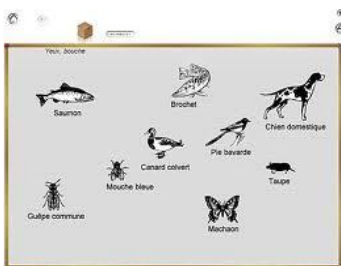 Yeux, bouche
Saumon
Brochet
Chien domestique
Canard colvert
Pie bavarde
Mouche bleue
Taupe
Guêpe commune
Machaon